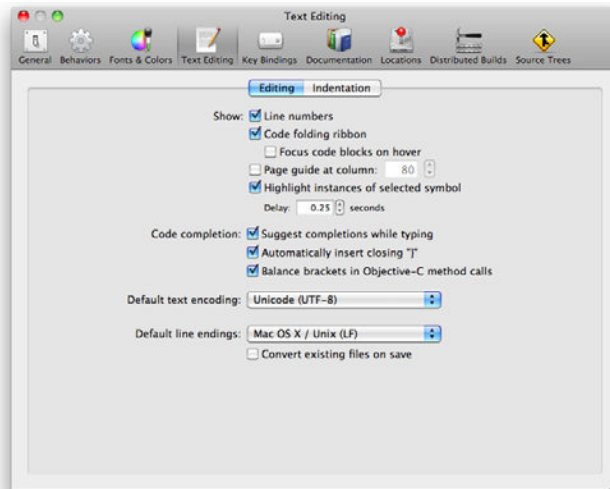 Text Editing
General Behaviors Fonts & Colors Text Editing Key Bindings Documentation Locations Distributed Builds Source Trees
Editing Indentation
Show: Line numbers
Code folding ribbon
Focus code blocks on hover
Page guide at column: 80
Highlight instances of selected symbol
Delay: 0.25 seconds
Code completion: Suggest completions while typing
Automatically insert closing "}"
Balance brackets in Objective-C method calls
Default text encoding: Unicode (UTF-8)
Default line endings: Mac OS X / Unix (LF)
Convert existing files on save